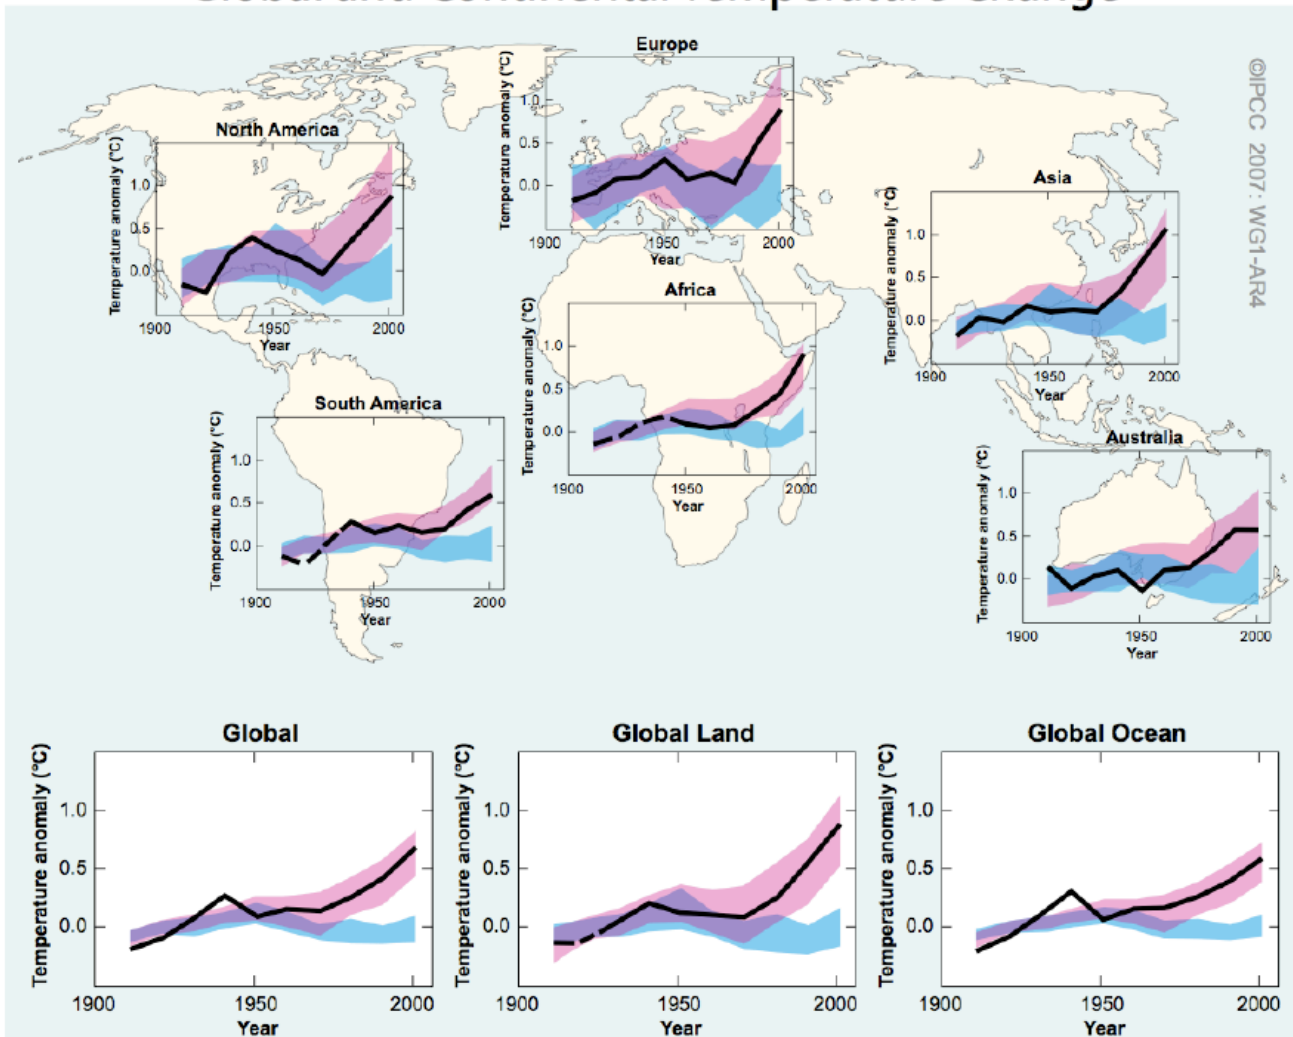 Global and Continental Temperature Change
©IPCC 2007: WG1-AR4
Europe
Temperature anomaly (°C)
1.0
0.5
0.0
1900
1950
2000
Year
North America
Temperature anomaly (°C)
1.0
0.5
0.0
1900
1950
2000
Year
Asia
Temperature anomaly (°C)
1.0
0.5
0.0
1900
1950
2000
Year
Africa
Temperature anomaly (°C)
1.0
0.5
0.0
1900
1950
2000
Year
South America
Temperature anomaly (°C)
1.0
0.5
0.0
1900
1950
2000
Year
Australia
Temperature anomaly (°C)
1.0
0.5
0.0
1900
1950
2000
Year
Global
Temperature anomaly (°C)
1.0
0.5
0.0
1900
1950
2000
Year
Global Land
Temperature anomaly (°C)
1.0
0.5
0.0
1900
1950
2000
Year
Global Ocean
Temperature anomaly (°C)
1.0
0.5
0.0
1900
1950
2000
Year